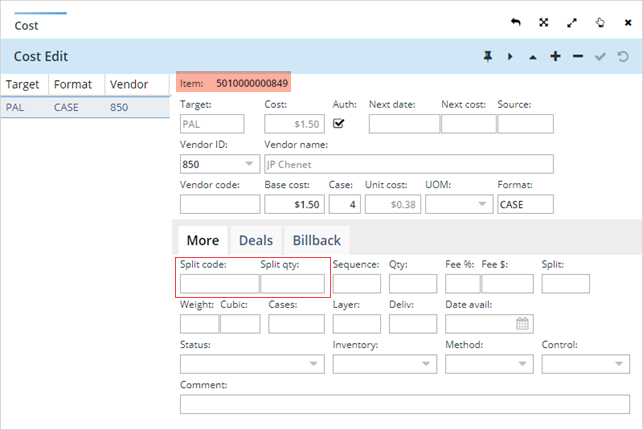 Cost
Cost Edit
Target Format Vendor
PAL CASE 850
Item: 5010000000849
Target: Cost: Auth: Next date: Next cost: Source:
PAL $1.50
Vendor ID: Vendor name:
850 JP Chenet
Vendor code: Base cost: Case: Unit cost: UOM: Format:
$1.50 4 $0.38 CASE
More Deals Billback
Split code: Split qty: Sequence: Qty: Fee %: Fee $: Split:
Weight: Cubic: Cases: Layer: Deliv: Date avail:
Status: Inventory: Method: Control:
Comment: